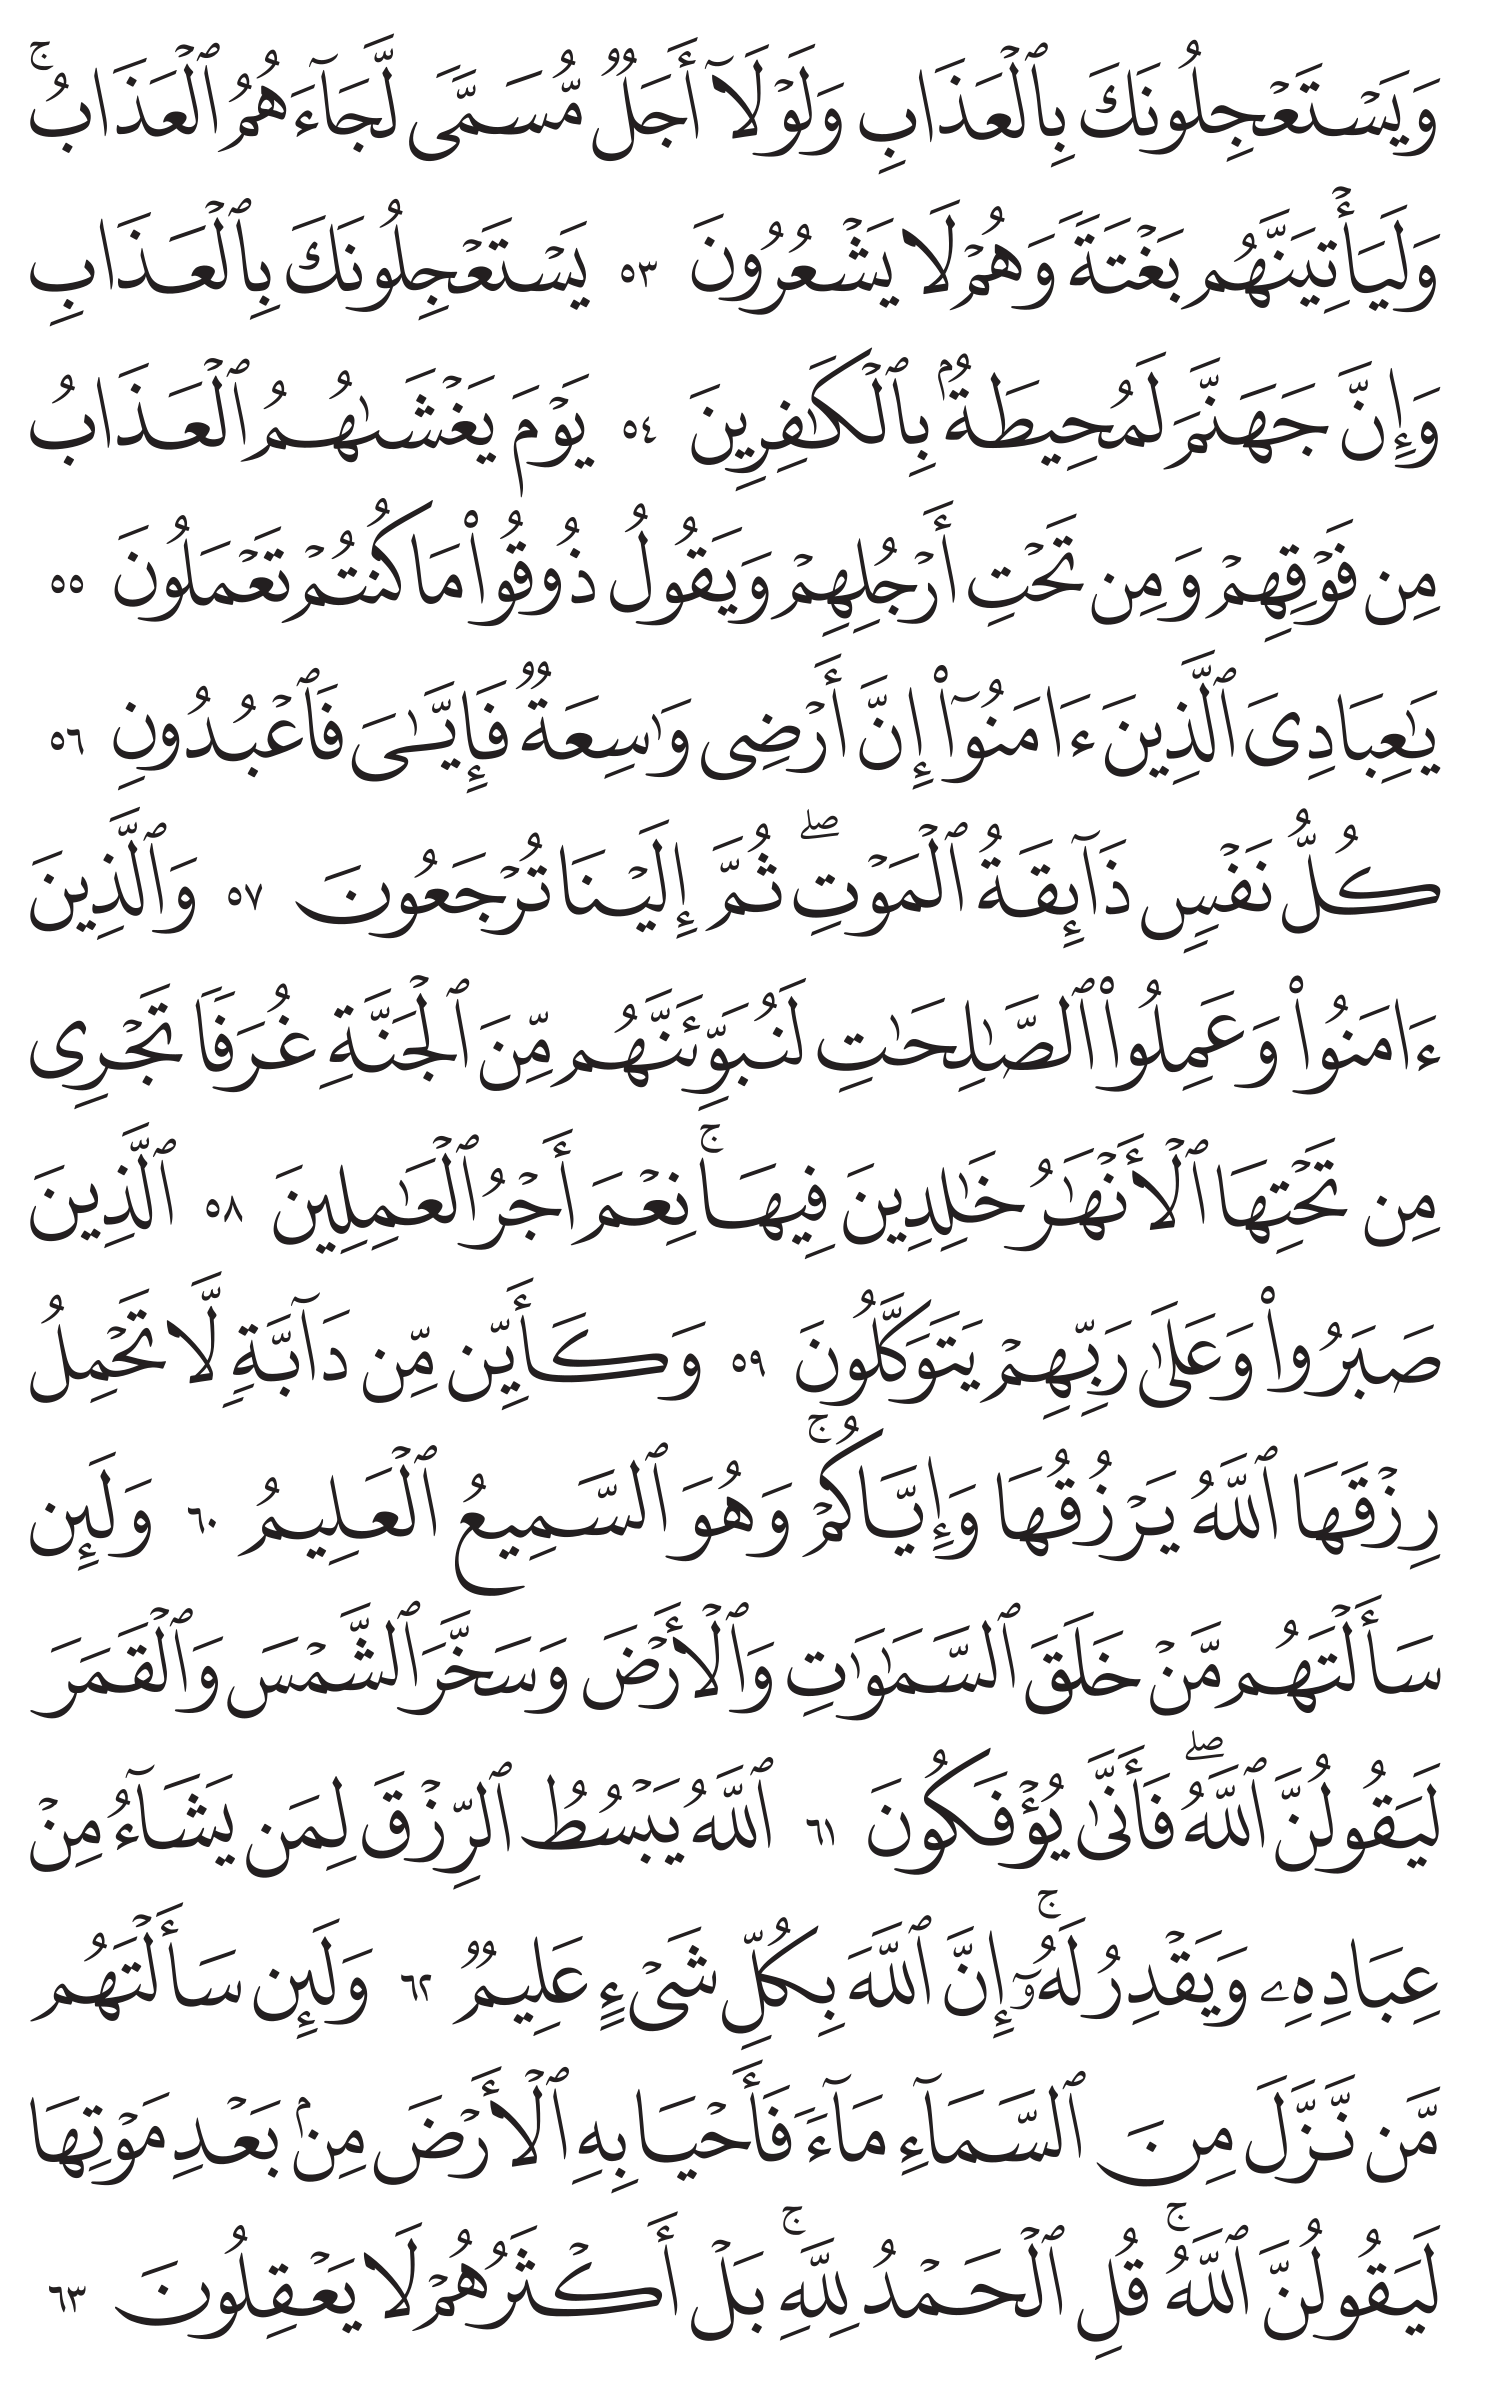 وَيَسۡتَعۡجِلُونَكَ بِٱلۡعَذَابِ وَلَوۡلَآ أَجَلٞ مُّسَمّٗى لَّجَآءَهُمُ ٱلۡعَذَابُۚ
وَلَيَأۡتِيَنَّهُم بَغۡتَةٗ وَهُمۡ لَا يَشۡعُرُونَ ٥٣ يَسۡتَعۡجِلُونَكَ بِٱلۡعَذَابِ
وَإِنَّ جَهَنَّمَ لَمُحِيطَةُۢ بِٱلۡكَٰفِرِينَ ٥٤ يَوۡمَ يَغۡشَىٰهُمُ ٱلۡعَذَابُ
مِن فَوۡقِهِمۡ وَمِن تَحۡتِ أَرۡجُلِهِمۡ وَيَقُولُ ذُوقُواْ مَا كُنتُمۡ تَعۡمَلُونَ ٥٥
يَٰعِبَادِيَ ٱلَّذِينَ ءَامَنُوٓاْ إِنَّ أَرۡضِي وَٰسِعَةٞ فَإِيَّٰيَ فَٱعۡبُدُونِ ٥٦
كُلُّ نَفۡسٖ ذَآئِقَةُ ٱلۡمَوۡتِۖ ثُمَّ إِلَيۡنَا تُرۡجَعُونَ ٥٧ وَٱلَّذِينَ
ءَامَنُواْ وَعَمِلُواْ ٱلصَّٰلِحَٰتِ لَنُبَوِّئَنَّهُم مِّنَ ٱلۡجَنَّةِ غُرَفٗا تَجۡرِي
مِن تَحۡتِهَا ٱلۡأَنۡهَٰرُ خَٰلِدِينَ فِيهَاۚ نِعۡمَ أَجۡرُ ٱلۡعَٰمِلِينَ ٥٨ ٱلَّذِينَ
صَبَرُواْ وَعَلَىٰ رَبِّهِمۡ يَتَوَكَّلُونَ ٥٩ وَكَأَيِّن مِّن دَآبَّةٖ لَّا تَحۡمِلُ
رِزۡقَهَا ٱللَّهُ يَرۡزُقُهَا وَإِيَّاكُمۡۚ وَهُوَ ٱلسَّمِيعُ ٱلۡعَلِيمُ ٦٠ وَلَئِن
سَأَلۡتَهُم مَّنۡ خَلَقَ ٱلسَّمَٰوَٰتِ وَٱلۡأَرۡضَ وَسَخَّرَ ٱلشَّمۡسَ وَٱلۡقَمَرَ
لَيَقُولُنَّ ٱللَّهُۖ فَأَنَّىٰ يُؤۡفَكُونَ ٦١ ٱللَّهُ يَبۡسُطُ ٱلرِّزۡقَ لِمَن يَشَآءُ مِنۡ
عِبَادِهِۦ وَيَقۡدِرُ لَهُۥٓۚ إِنَّ ٱللَّهَ بِكُلِّ شَيۡءٍ عَلِيمٞ ٦٢ وَلَئِن سَأَلۡتَهُم
مَّن نَّزَّلَ مِنَ ٱلسَّمَآءِ مَآءٗ فَأَحۡيَا بِهِ ٱلۡأَرۡضَ مِنۢ بَعۡدِ مَوۡتِهَا
لَيَقُولُنَّ ٱللَّهُۚ قُلِ ٱلۡحَمۡدُ لِلَّهِۚ بَلۡ أَكۡثَرُهُمۡ لَا يَعۡقِلُونَ ٦٣